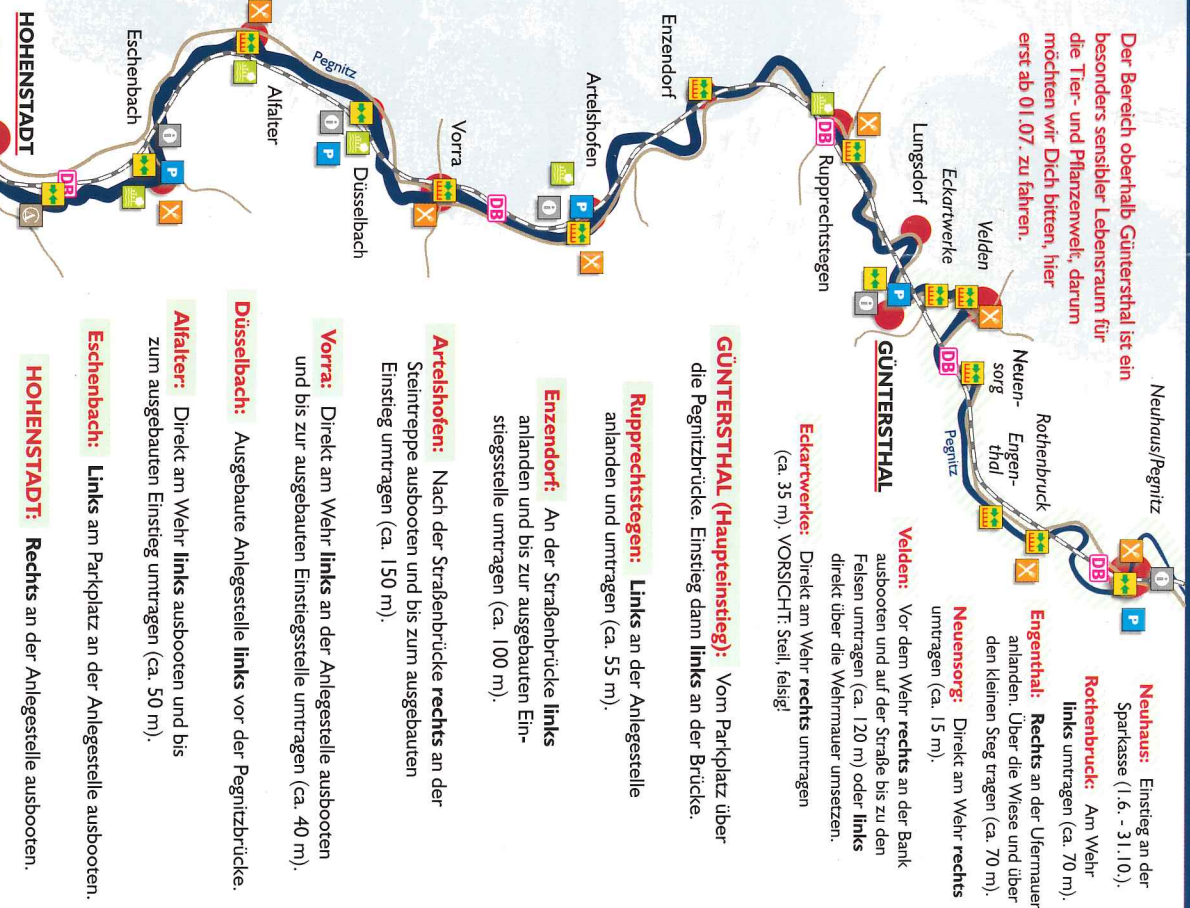 Der Bereich oberhalb Güntersthal ist ein
besonders sensibler Lebensraum für
die Tier- und Pflanzenwelt, darum
möchten wir Dich bitten, hier
erst ab 01.07. zu fahren.
Neuhaus/Pegnitz
Rothenbruck
Engen-
thal
Neuen-
sorg
Pegnitz
Velden
Eckartwerke
Lungsdorf
GÜNTERSTHAL
Rupprechtstegen
Enzendorf
Artelshofen
Vorra
Düsselbach
Pegnitz
Alfalter
Eschenbach
HOHENSTADT
DB
DB
DB
DB
DB
P
P
P
P
P
i
i
i
i
i
Neuhaus: Einstieg an der
Sparkasse (1.6. - 31.10.).
Rothenbruck: Am Wehr
links umtragen (ca. 70 m).
Engenthal: Rechts an der Ufermauer
anlanden. Über die Wiese und über
den kleinen Steg tragen (ca. 70 m).
Neuensorg: Direkt am Wehr rechts
umtragen (ca. 15 m).
Velden: Vor dem Wehr rechts an der Bank
ausbooten und auf der Straße bis zu den
Felsen umtragen (ca. 120 m) oder links
direkt über die Wehrmauer umsetzen.
Eckartwerke: Direkt am Wehr rechts umtragen
(ca. 35 m). VORSICHT: Steil, felsig!
GÜNTERSTHAL (Haupteinstieg): Vom Parkplatz über
die Pegnitzbrücke. Einstieg dann links an der Brücke.
Rupprechtstegen: Links an der Anlegestelle
anlanden und umtragen (ca. 55 m).
Enzendorf: An der Straßenbrücke links
anlanden und bis zur ausgebauten Ein-
stiegsstelle umtragen (ca. 100 m).
Artelshofen: Nach der Straßenbrücke rechts an der
Steintreppe ausbooten und bis zum ausgebauten
Einstieg umtragen (ca. 150 m).
Vorra: Direkt am Wehr links an der Anlegestelle ausbooten
und bis zur ausgebauten Einstiegsstelle umtragen (ca. 40 m).
Düsselbach: Ausgebaute Anlegestelle links vor der Pegnitzbrücke.
Alfalter: Direkt am Wehr links ausbooten und bis
zum ausgebauten Einstieg umtragen (ca. 50 m).
Eschenbach: Links am Parkplatz an der Anlegestelle ausbooten.
HOHENSTADT: Rechts an der Anlegestelle ausbooten.